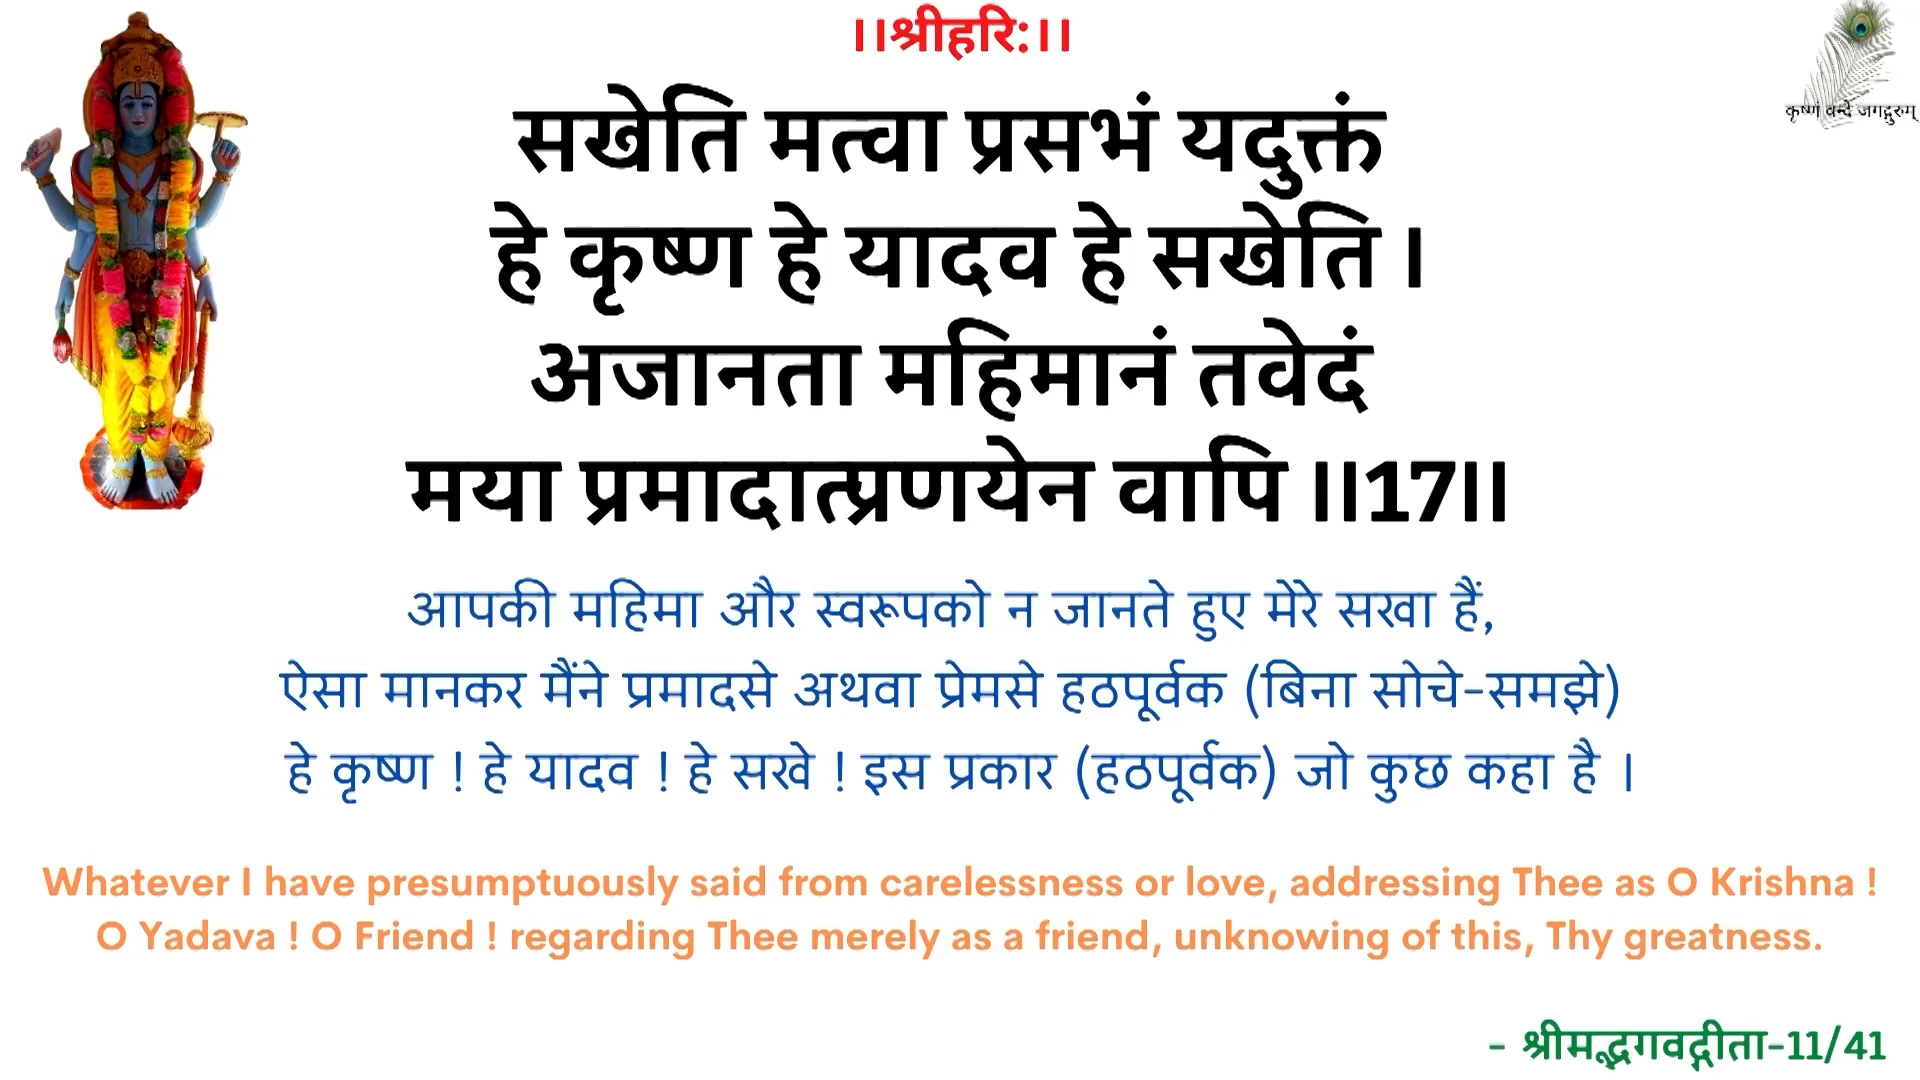 ।।श्रीहरि:।।
कृष्णं वन्दे जगद्गुरुम्
सखेति मत्वा प्रसभं यदुक्तं
हे कृष्ण हे यादव हे सखेति ।
अजानता महिमानं तवेदं
मया प्रमादात्प्रणयेन वापि ।।17।।
आपकी महिमा और स्वरूपको न जानते हुए मेरे सखा हैं,
ऐसा मानकर मैंने प्रमादसे अथवा प्रेमसे हठपूर्वक (बिना सोचे-समझे)
हे कृष्ण ! हे यादव ! हे सखे ! इस प्रकार (हठपूर्वक) जो कुछ कहा है ।
Whatever I have presumptuously said from carelessness or love, addressing Thee as O Krishna !
O Yadava ! O Friend ! regarding Thee merely as a friend, unknowing of this, Thy greatness.
- श्रीमद्भगवद्गीता-11/41